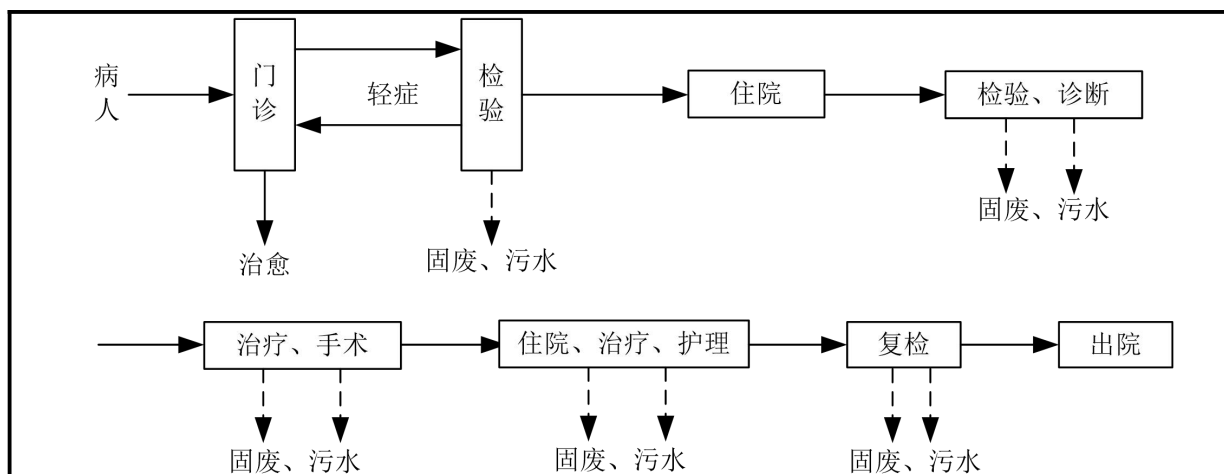 病人
门诊
轻症
检验
住院
检验、诊断
治愈
固废、污水
固废、污水
治疗、手术
住院、治疗、护理
复检
出院
固废、污水
固废、污水
固废、污水